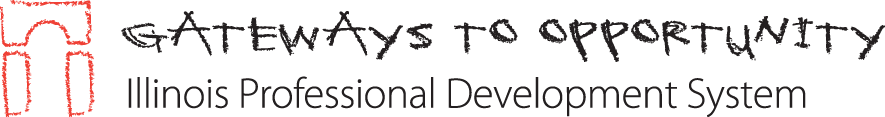 GATEWAYS TO OPPORTUNITY
Illinois Professional Development System